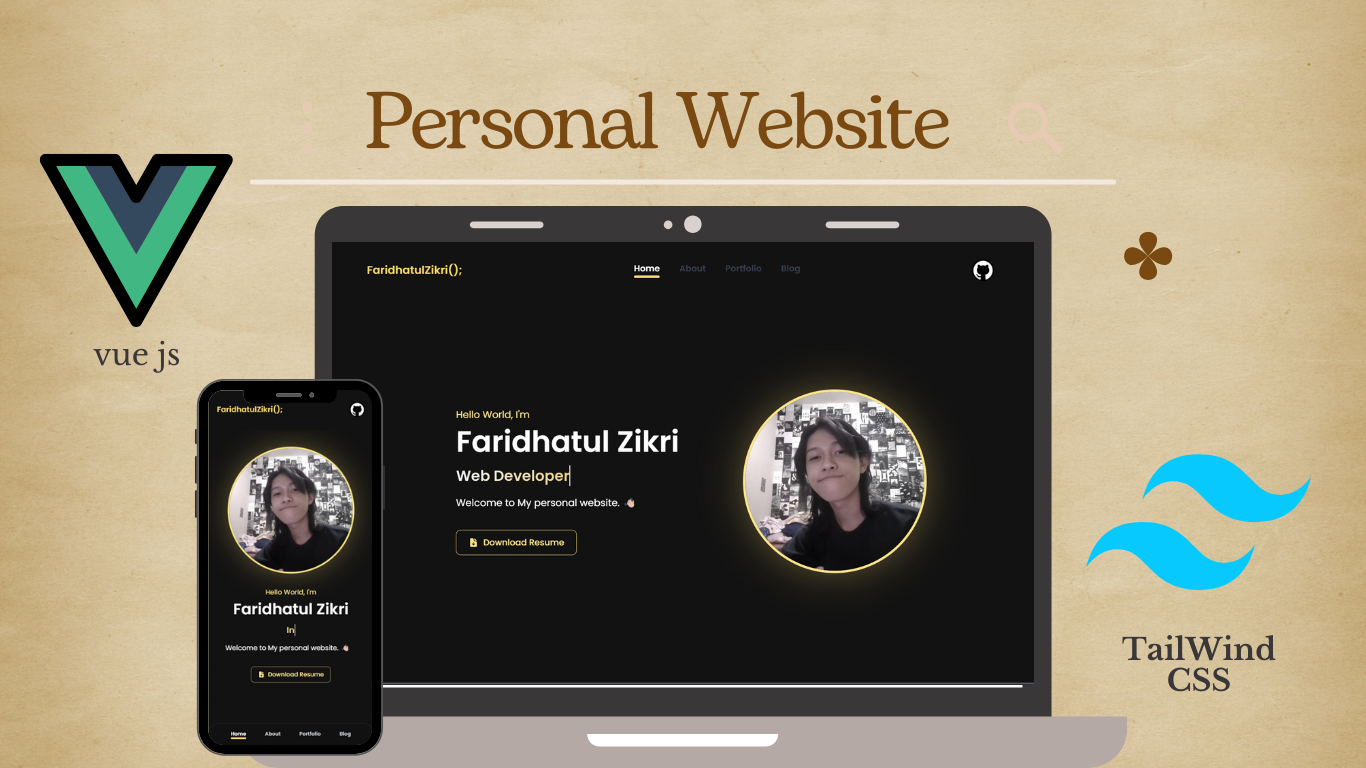 Personal Website
vue js
FaridhatulZikri();
Home About Portfolio Blog
Hello World, I'm
Faridhatul Zikri
Web Developer
Welcome to My personal website. 👋🏻
Download Resume
FaridhatulZikri();
Hello World, I'm
Faridhatul Zikri
In
Welcome to My personal website. 👋🏻
Download Resume
Home About Portfolio Blog
TailWind
CSS